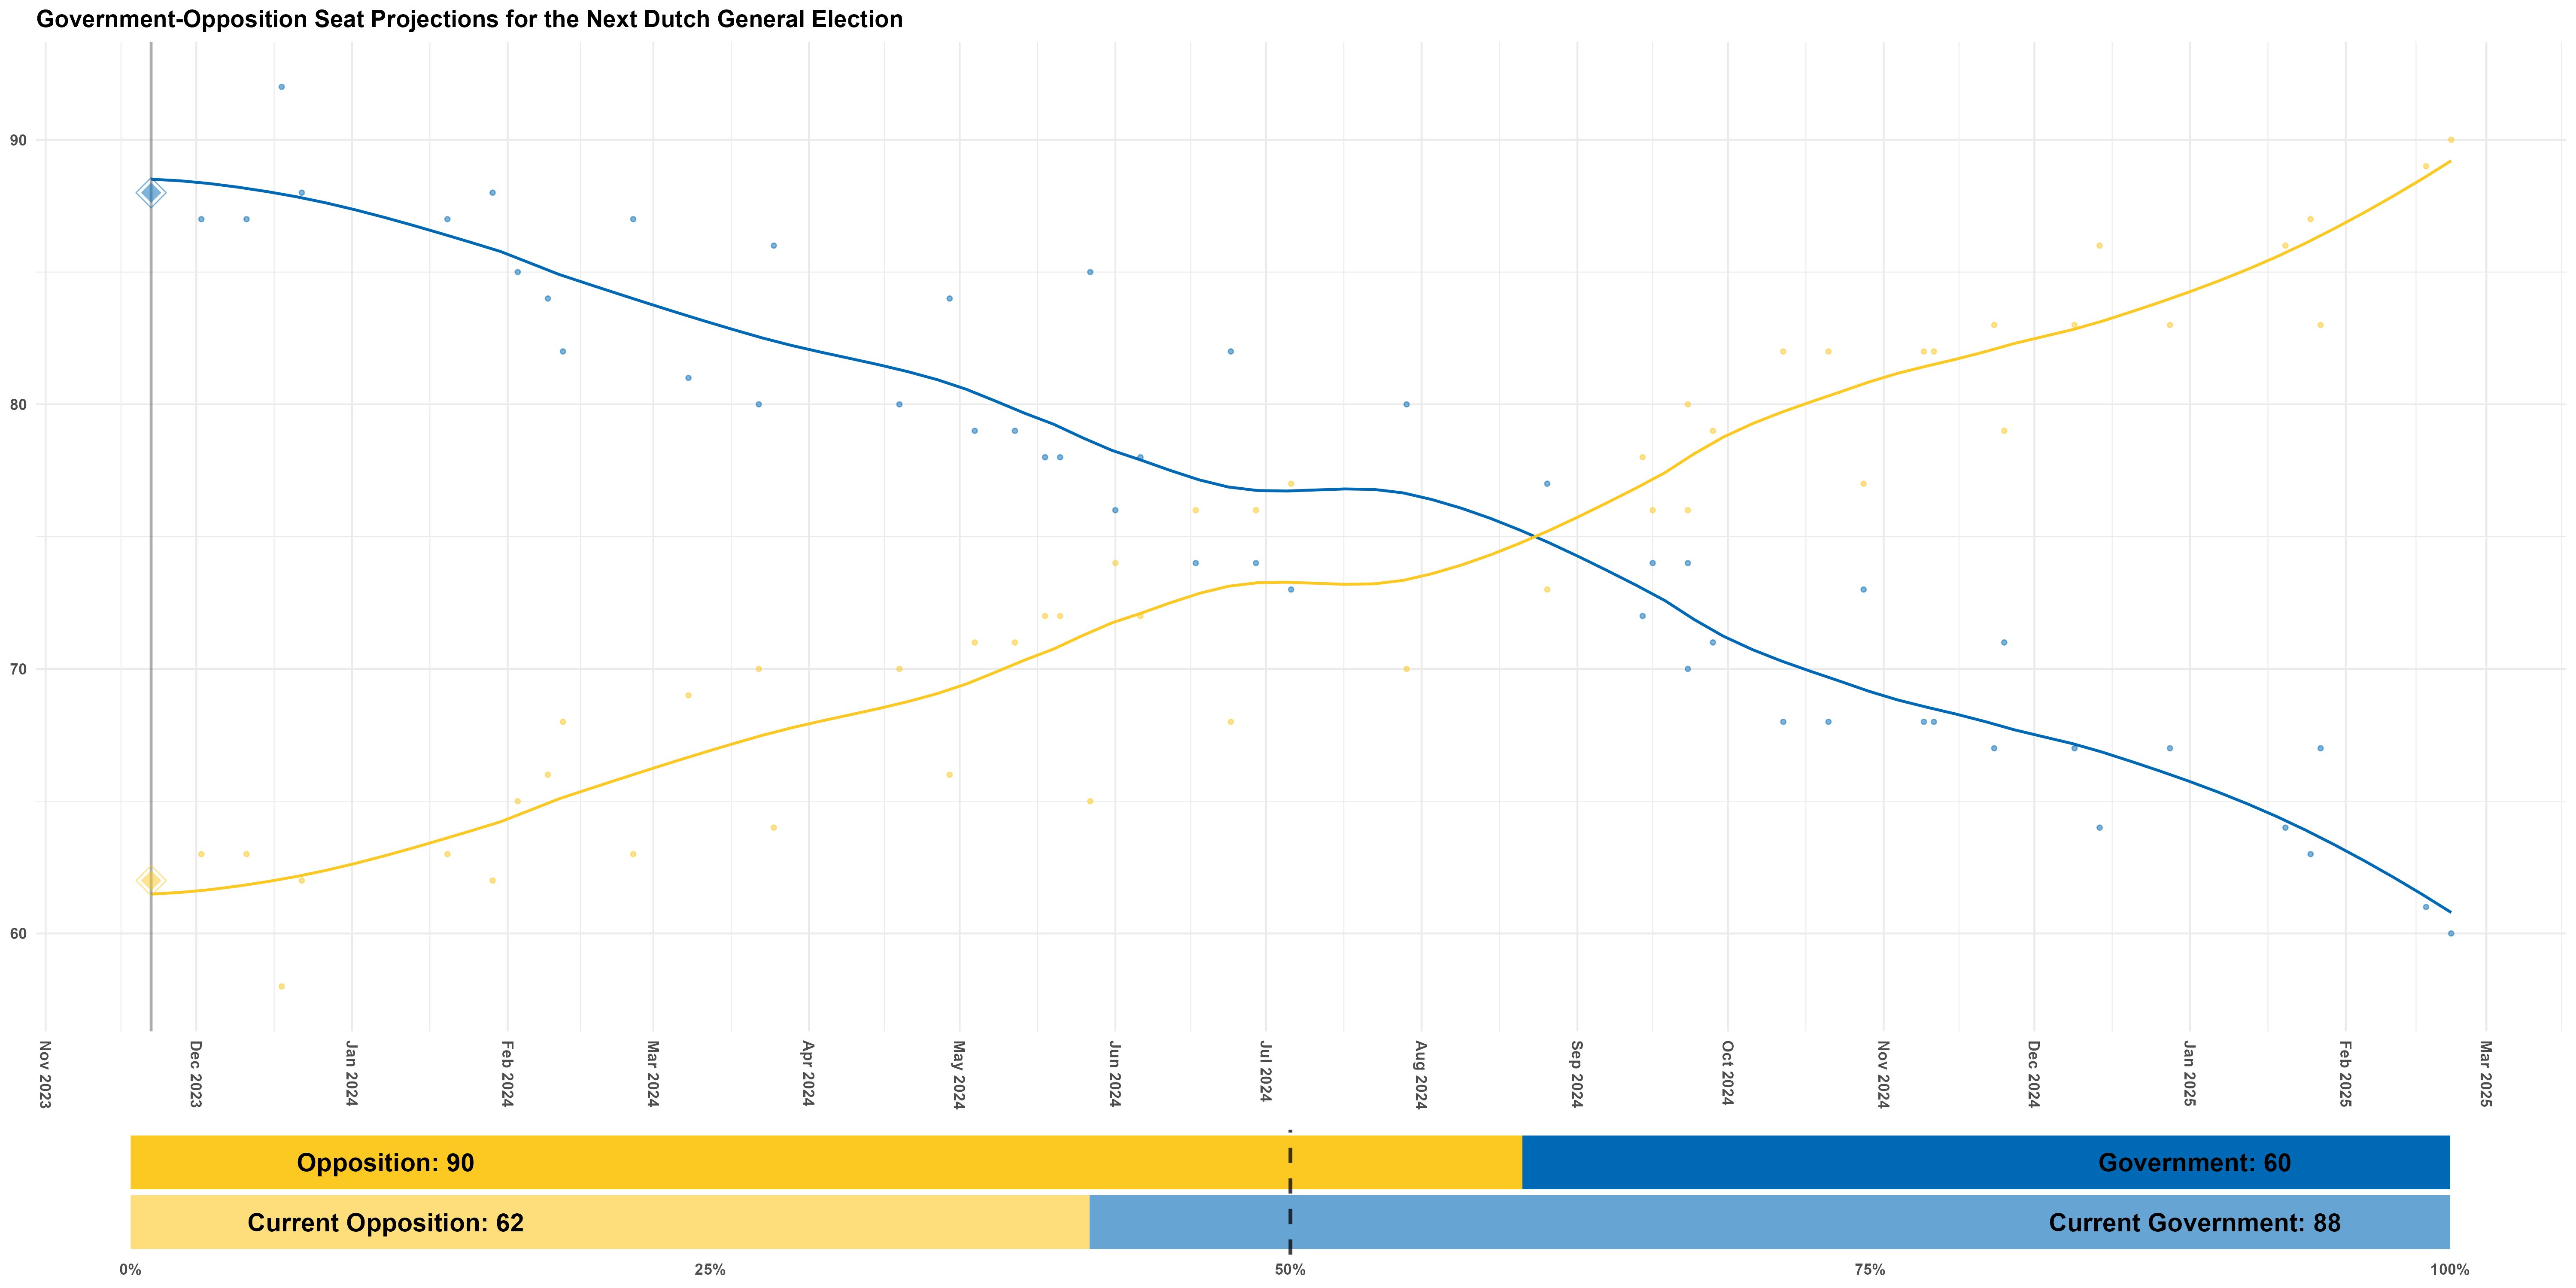 Government-Opposition Seat Projections for the Next Dutch General Election
90
80
70
60
Nov 2023
Dec 2023
Jan 2024
Feb 2024
Mar 2024
Apr 2024
May 2024
Jun 2024
Jul 2024
Aug 2024
Sep 2024
Oct 2024
Nov 2024
Dec 2024
Jan 2025
Feb 2025
Mar 2025
Opposition: 90
Government: 60
Current Opposition: 62
Current Government: 88
0%
25%
50%
75%
100%